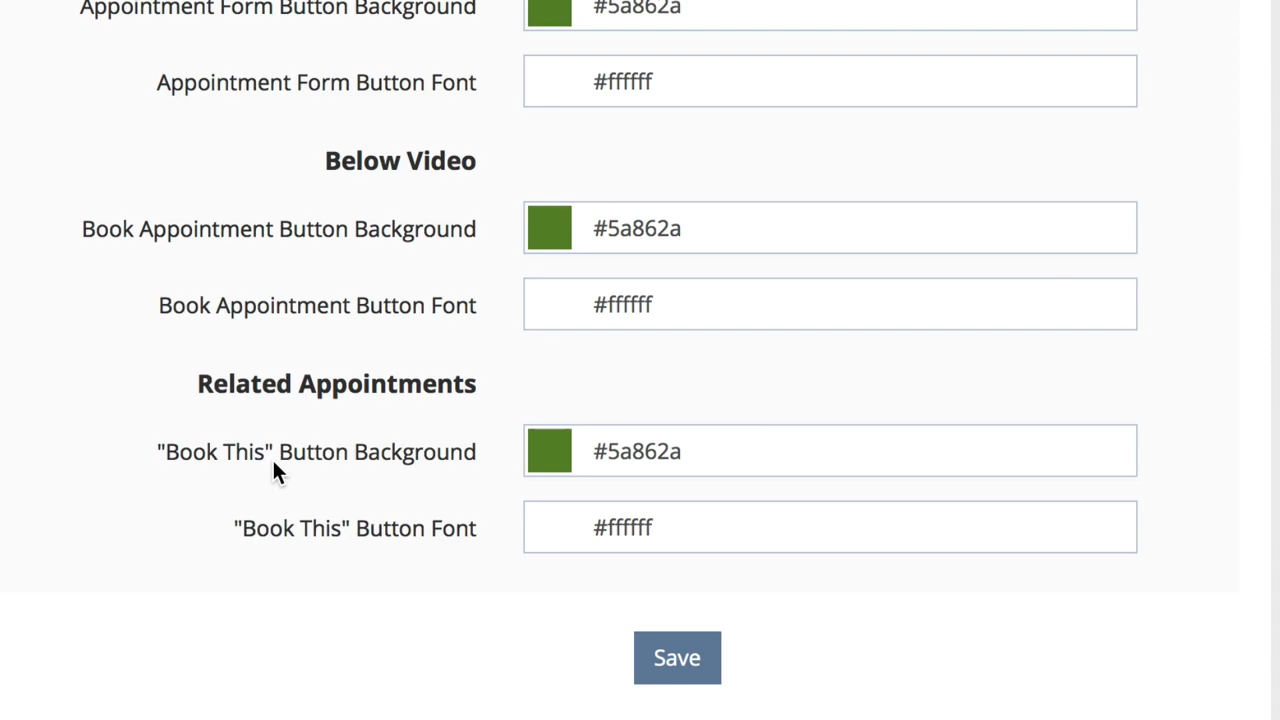 Appointment Form Button Background #5a862a
Appointment Form Button Font #ffffff
Below Video
Book Appointment Button Background #5a862a
Book Appointment Button Font #ffffff
Related Appointments
"Book This" Button Background #5a862a
"Book This" Button Font #ffffff
Save